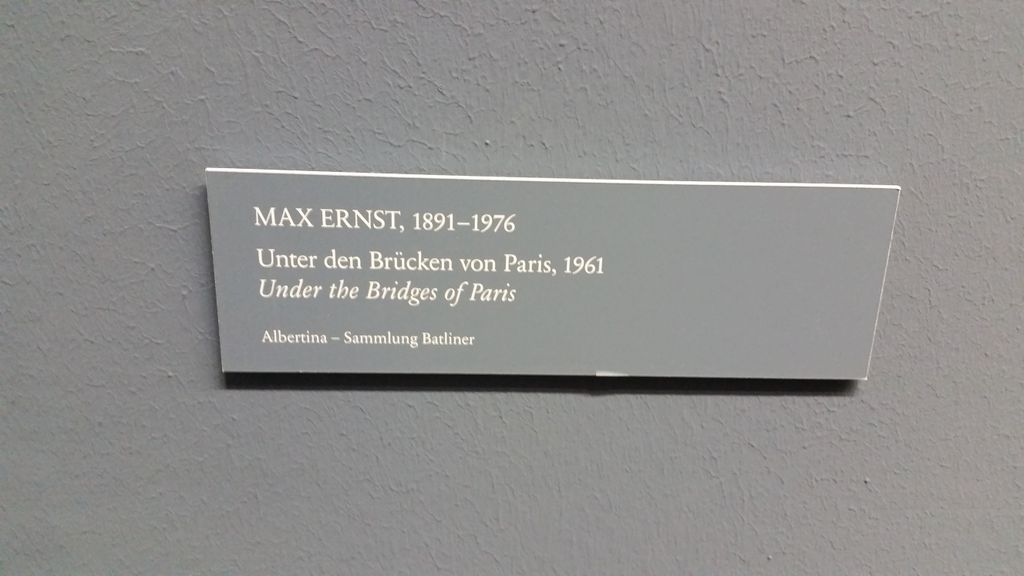 MAX ERNST, 1891–1976
Unter den Brücken von Paris, 1961
Under the Bridges of Paris
Albertina – Sammlung Batliner